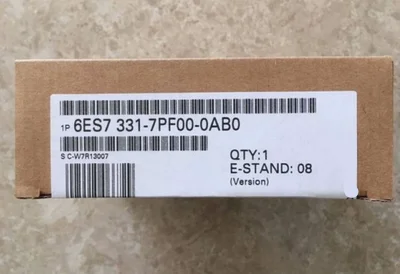 1P 6ES7 331-7PF00-0AB0
S C-W7R13007
QTY:1
E-STAND: 08
(Version)